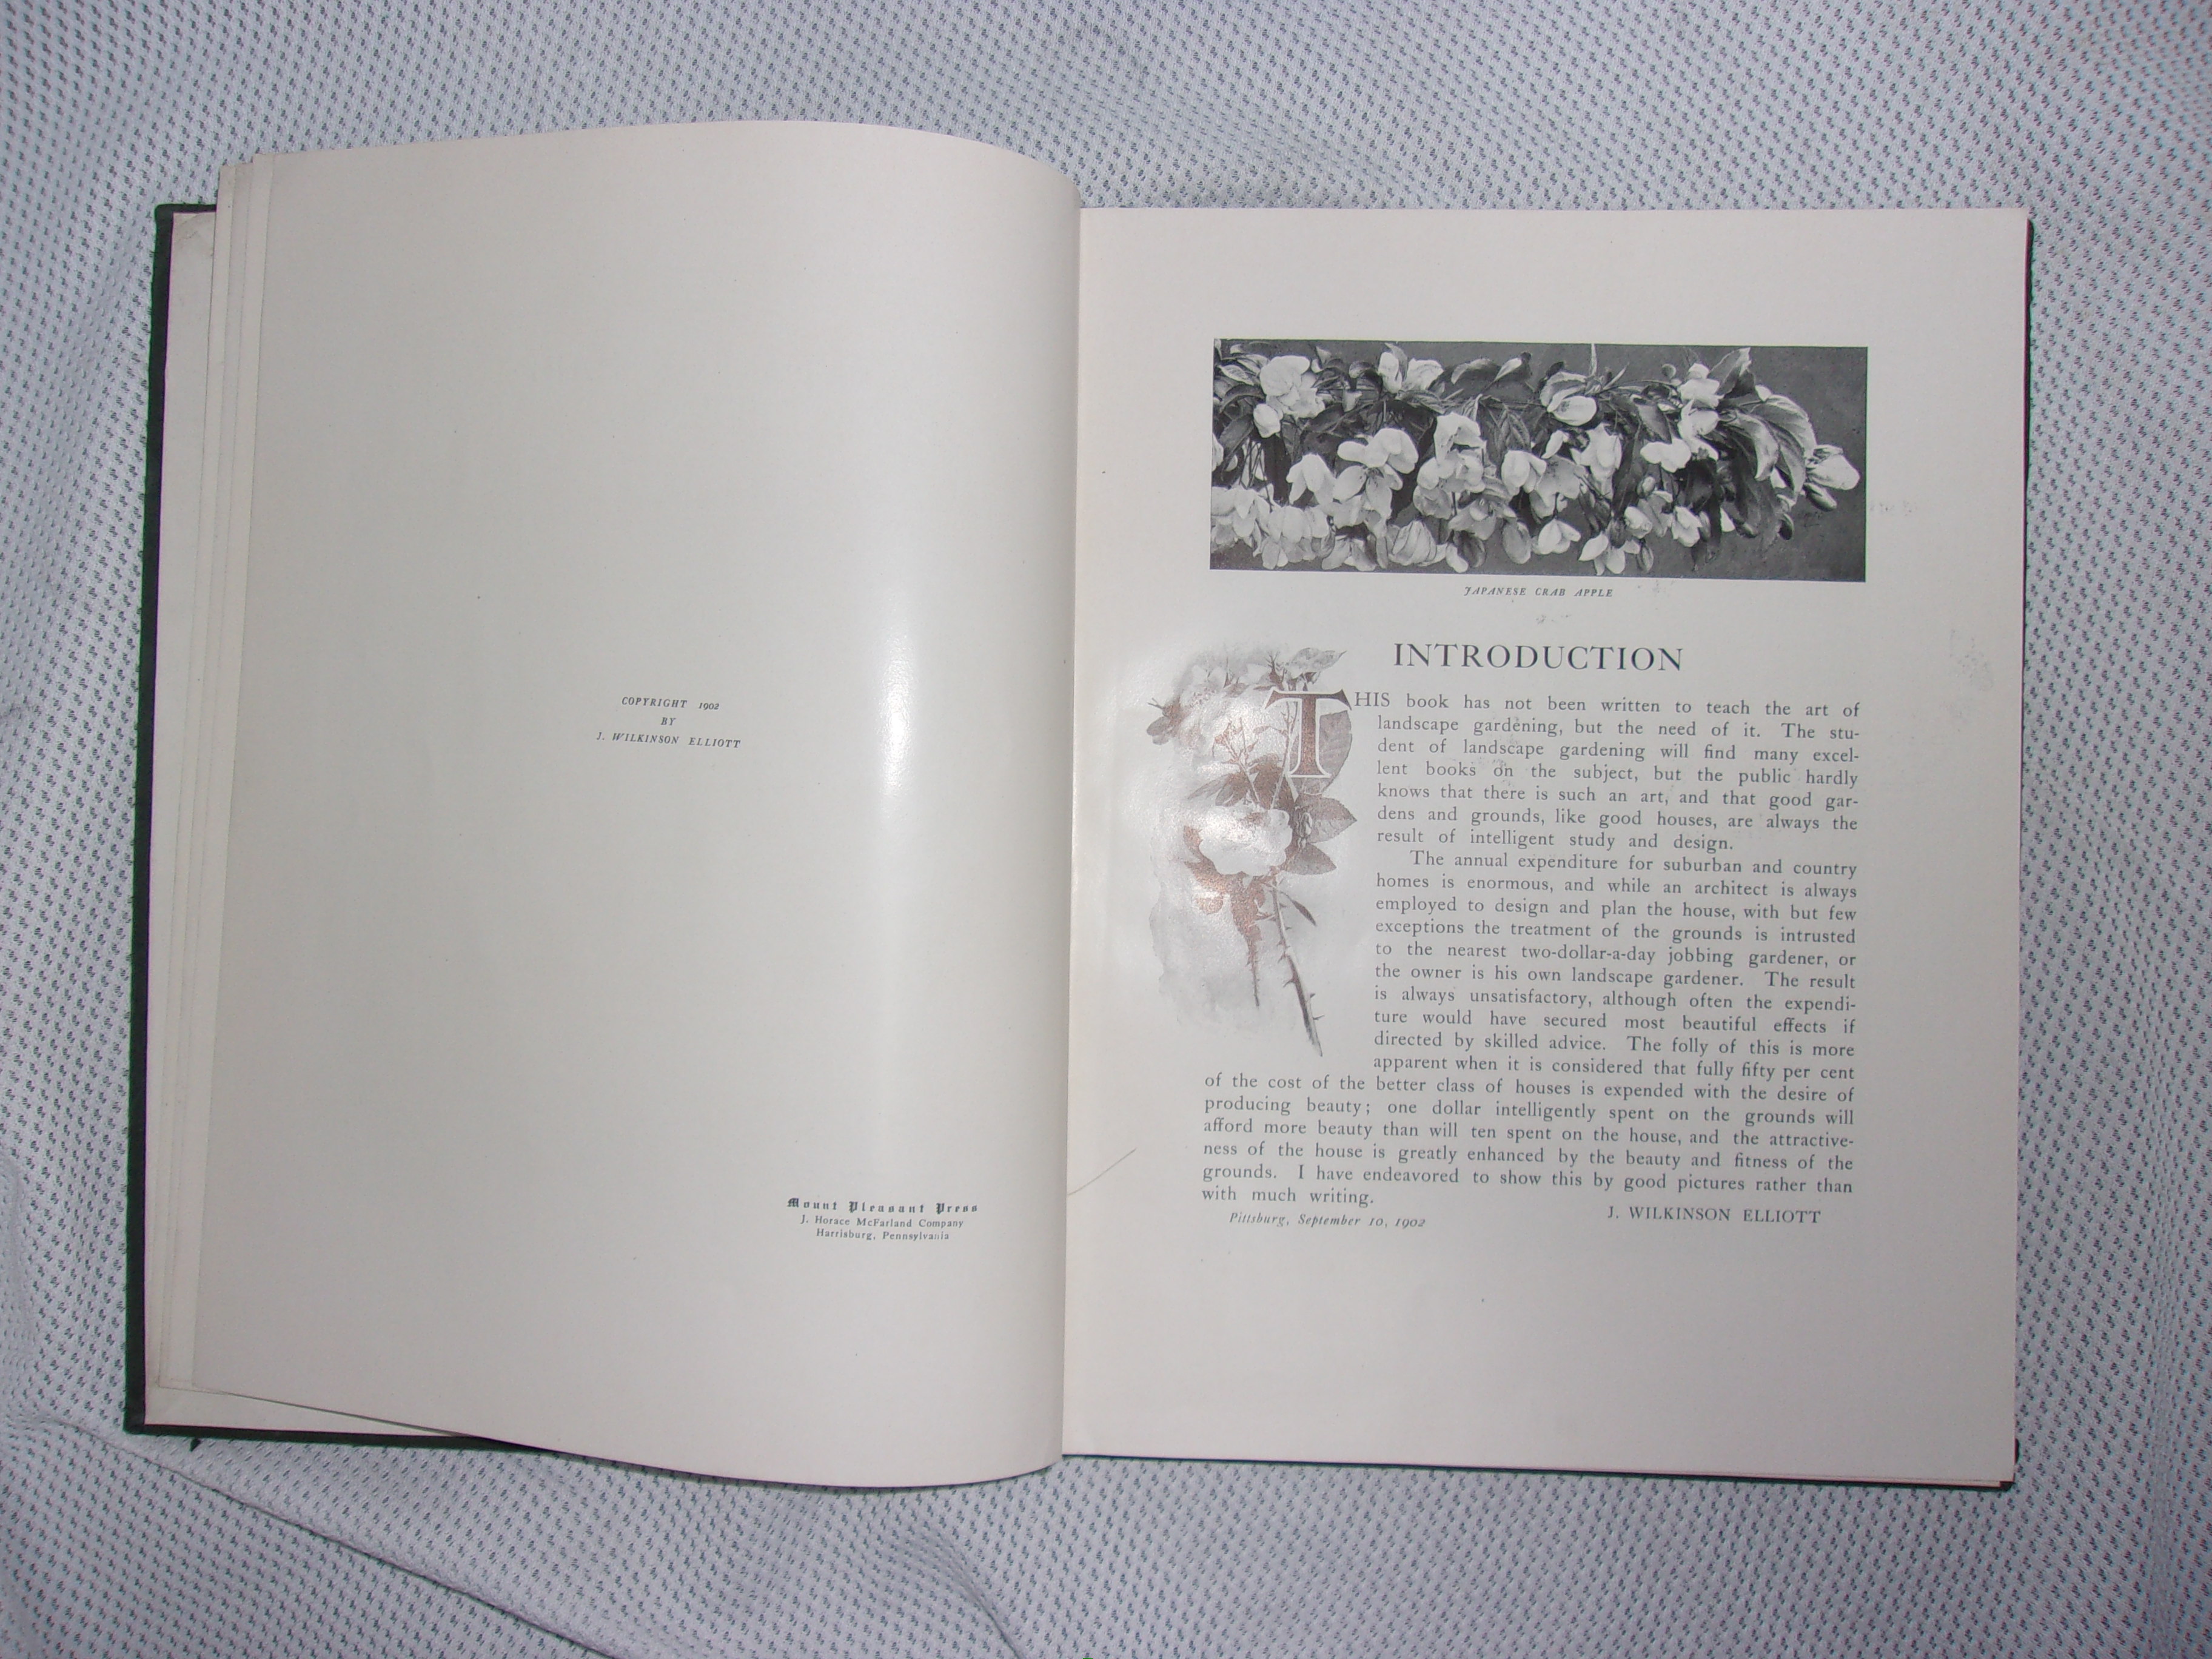 COPYRIGHT 1902
BY
J. WILKINSON ELLIOTT
Mount Pleasant Press
J. Horace McFarland Company
Harrisburg, Pennsylvania
JAPANESE CRAB APPLE
INTRODUCTION
THIS book has not been written to teach the art of
landscape gardening, but the need of it. The stu-
dent of landscape gardening will find many excel-
lent books on the subject, but the public hardly
knows that there is such an art, and that good gar-
dens and grounds, like good houses, are always the
result of intelligent study and design.
The annual expenditure for suburban and country
homes is enormous, and while an architect is always
employed to design and plan the house, with but few
exceptions the treatment of the grounds is intrusted
to the nearest two-dollar-a-day jobbing gardener, or
the owner is his own landscape gardener. The result
is always unsatisfactory, although often the expendi-
ture would have secured most beautiful effects if
directed by skilled advice. The folly of this is more
apparent when it is considered that fully fifty per cent
of the cost of the better class of houses is expended with the desire of
producing beauty; one dollar intelligently spent on the grounds will
afford more beauty than will ten spent on the house, and the attractive-
ness of the house is greatly enhanced by the beauty and fitness of the
grounds. I have endeavored to show this by good pictures rather than
with much writing.
J. WILKINSON ELLIOTT
Pittsburg, September 10, 1902